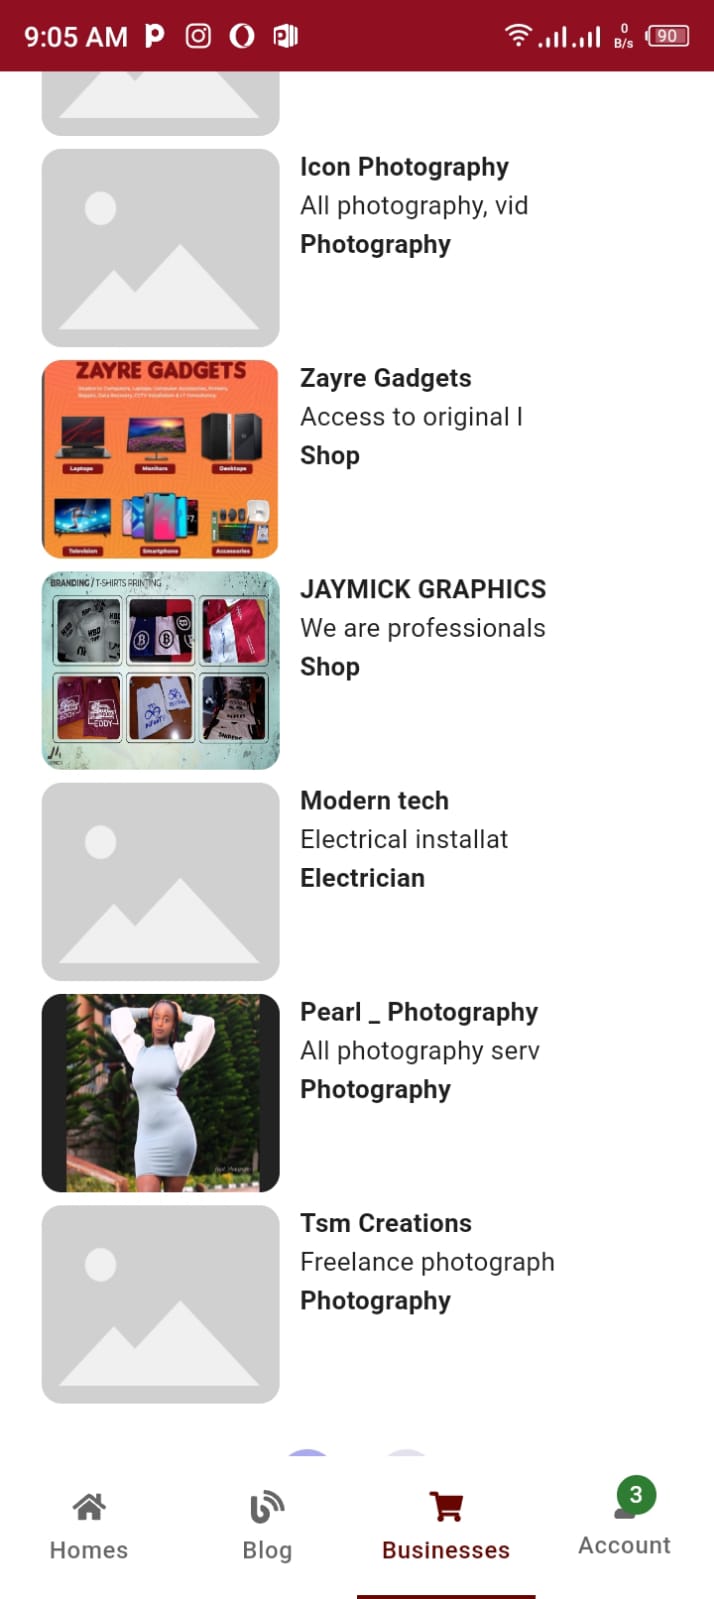 9:05 AM
0
B/s
90
Icon Photography
All photography, vid
Photography
ZAYRE GADGETS
Laptops
Monitors
Desktops
Television
Smartphone
Accessories
Zayre Gadgets
Access to original l
Shop
BRANDING / T-SHIRTS PRINTING
EDDY
JAYMICK GRAPHICS
We are professionals
Shop
Modern tech
Electrical installat
Electrician
Pearl _ Photography
All photography serv
Photography
Tsm Creations
Freelance photograph
Photography
3
Homes
Blog
Businesses
Account